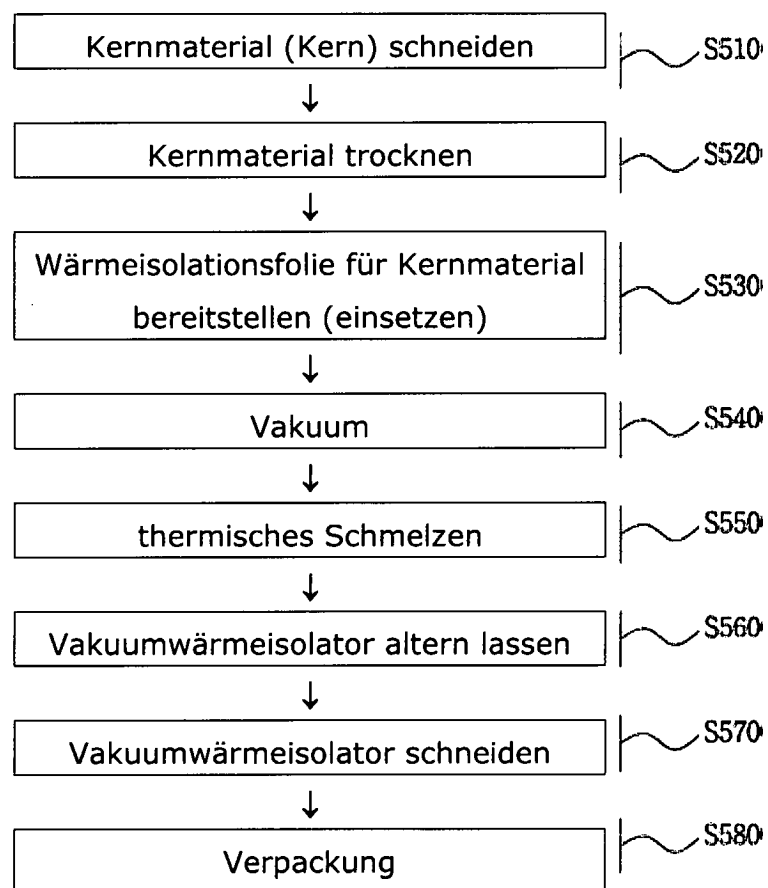 Kernmaterial (Kern) schneiden
S510
Kernmaterial trocknen
S520
Wärmeisolationsfolie für Kernmaterial
bereitstellen (einsetzen)
S530
Vakuum
S540
thermisches Schmelzen
S550
Vakuumwärmeisolator altern lassen
S560
Vakuumwärmeisolator schneiden
S570
Verpackung
S580